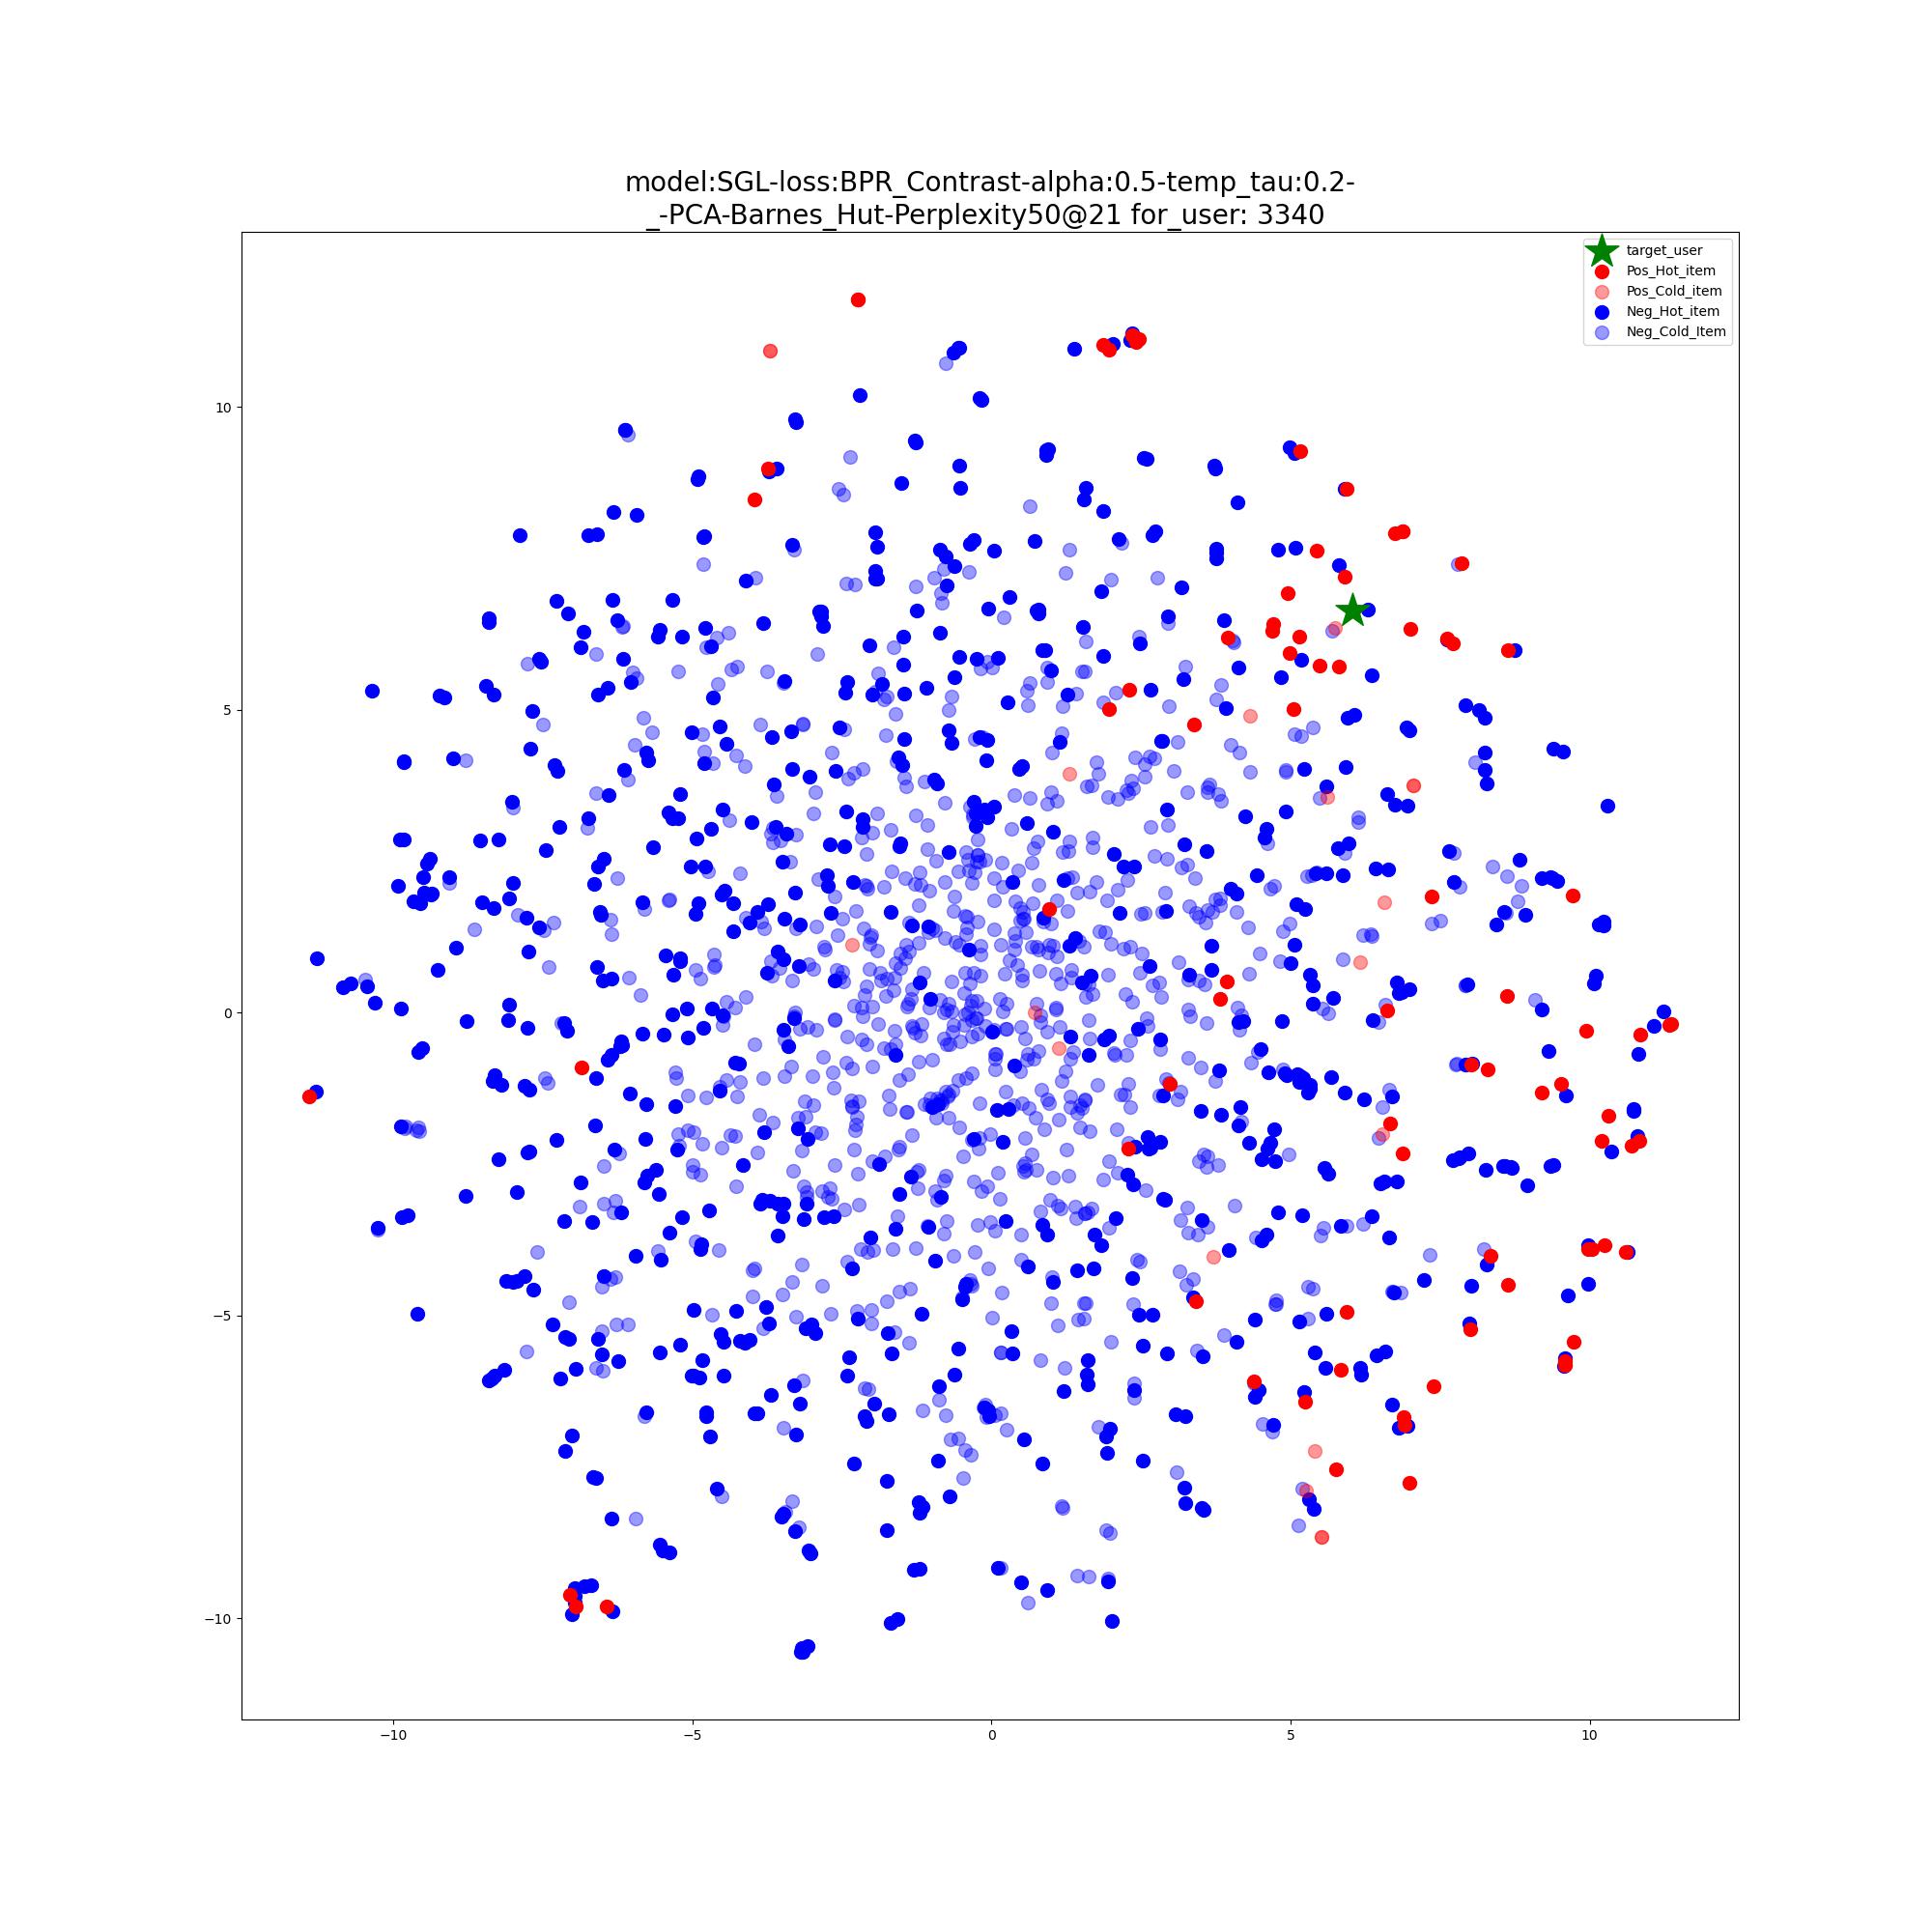 model:SGL-loss:BPR_Contrast-alpha:0.5-temp_tau:0.2-
_-PCA-Barnes_Hut-Perplexity50@21 for_user: 3340
target_user
Pos_Hot_item
Pos_Cold_item
Neg_Hot_item
Neg_Cold_Item
10
5
0
−5
−10
−10
−5
0
5
10